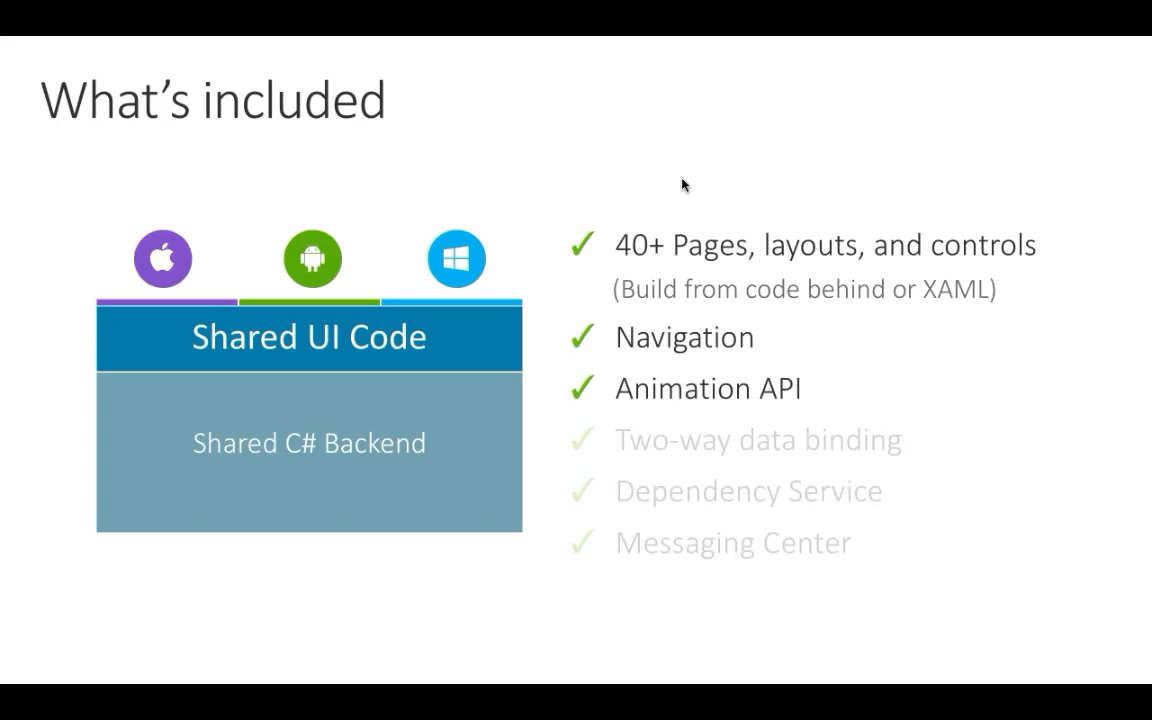 What's included
Shared UI Code
Shared C# Backend
✓ 40+ Pages, layouts, and controls
(Build from code behind or XAML)
✓ Navigation
✓ Animation API
✓ Two-way data binding
✓ Dependency Service
✓ Messaging Center